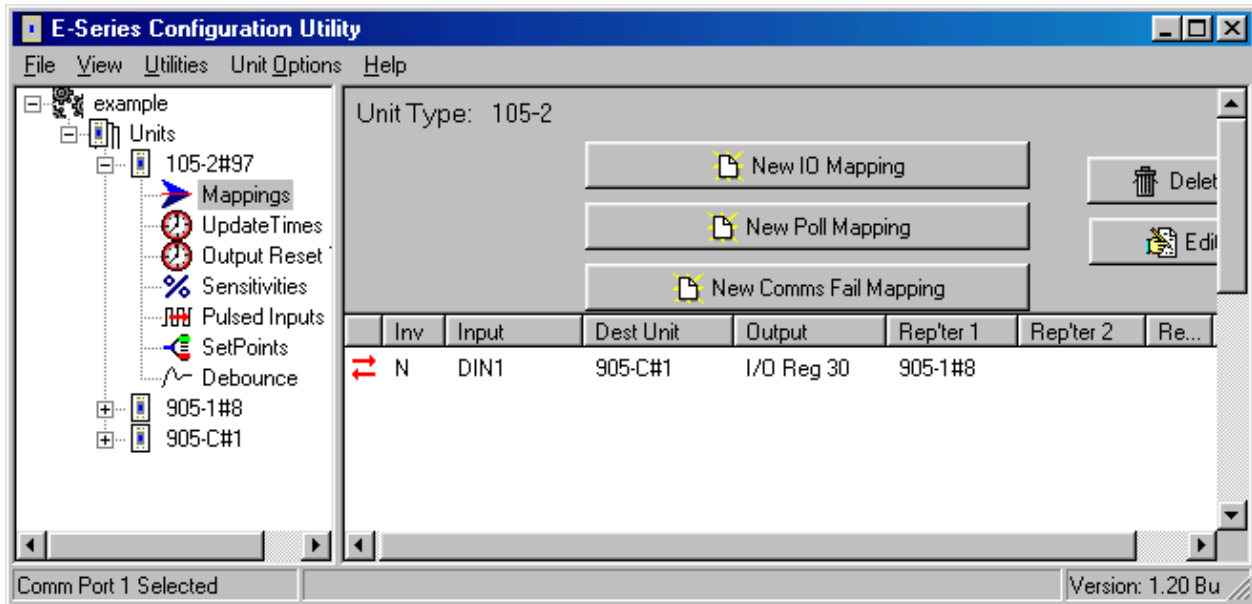 E-Series Configuration Utility
File View Utilities Unit Options Help
example
Units
105-2#97
Mappings
UpdateTimes
Output Reset
Sensitivities
Pulsed Inputs
SetPoints
Debounce
905-1#8
905-C#1
Unit Type: 105-2
New IO Mapping
New Poll Mapping
New Comms Fail Mapping
Delet
Edit
Inv Input Dest Unit Output Rep'ter 1 Rep'ter 2 Re...
N DIN1 905-C#1 I/O Reg 30 905-1#8
Comm Port 1 Selected
Version: 1.20 Bu